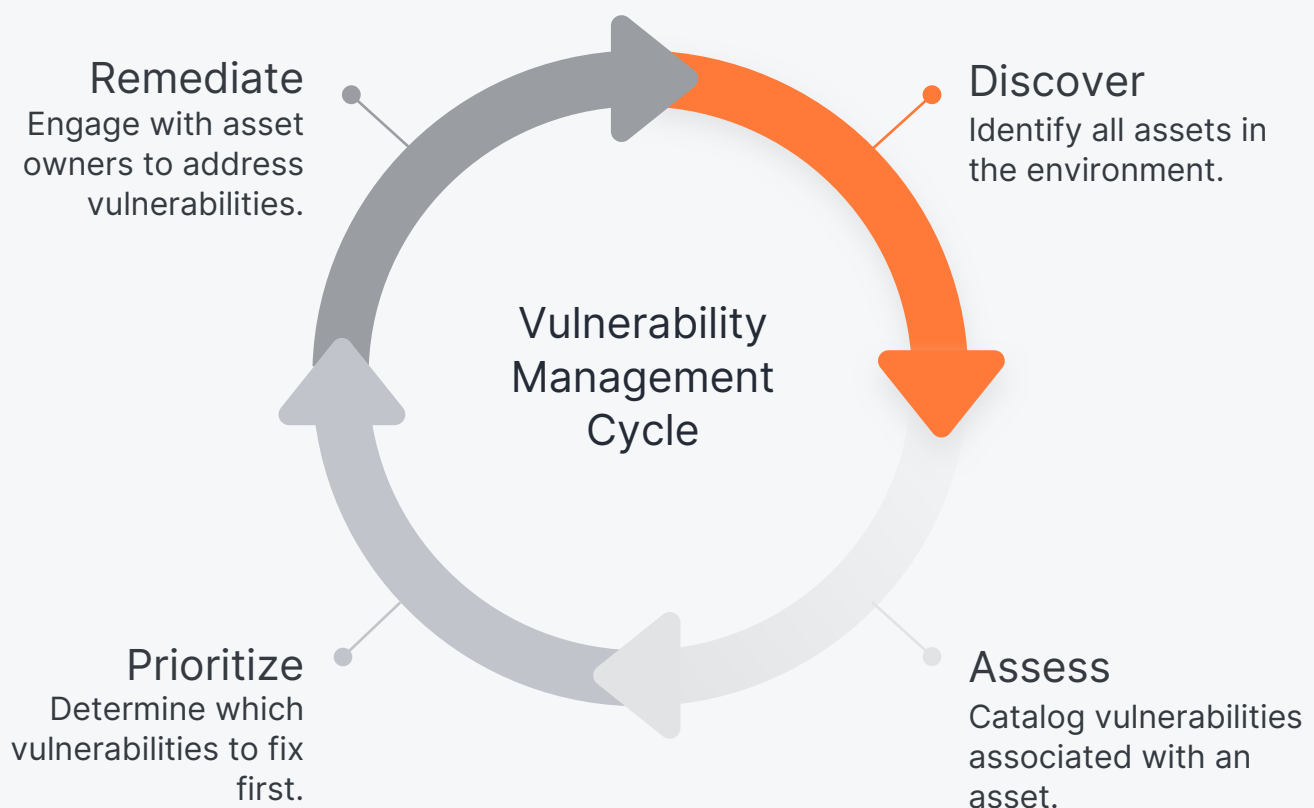 Remediate
Engage with asset
owners to address
vulnerabilities.
Discover
Identify all assets in
the environment.
Vulnerability
Management
Cycle
Prioritize
Determine which
vulnerabilities to fix
first.
Assess
Catalog vulnerabilities
associated with an
asset.